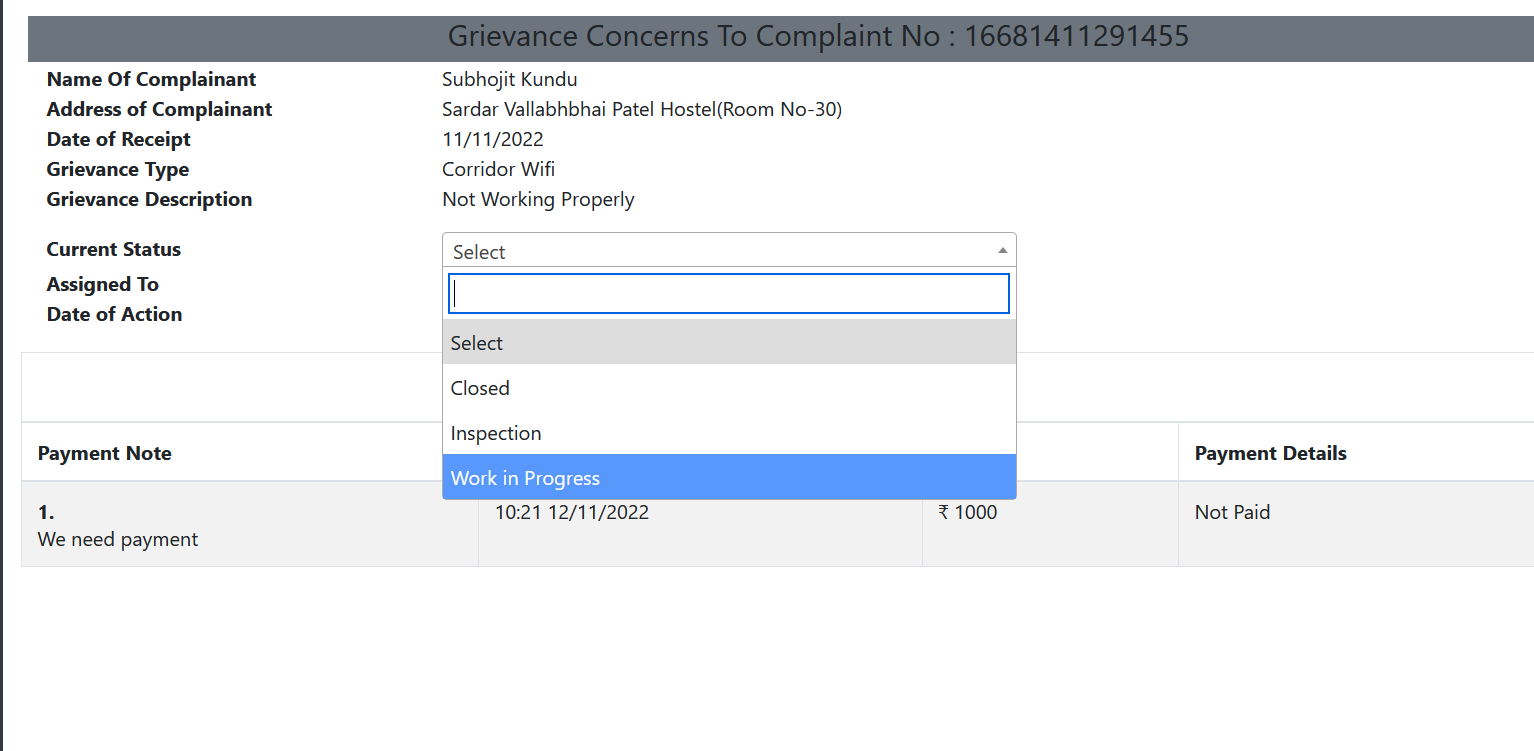 Grievance Concerns To Complaint No : 16681411291455
Name Of Complainant Subhojit Kundu
Address of Complainant Sardar Vallabhbhai Patel Hostel(Room No-30)
Date of Receipt 11/11/2022
Grievance Type Corridor Wifi
Grievance Description Not Working Properly
Current Status Select
Assigned To
Date of Action
Select
Closed
Inspection
Work in Progress
Payment Note Payment Details
1. 10:21 12/11/2022 ₹ 1000 Not Paid
We need payment